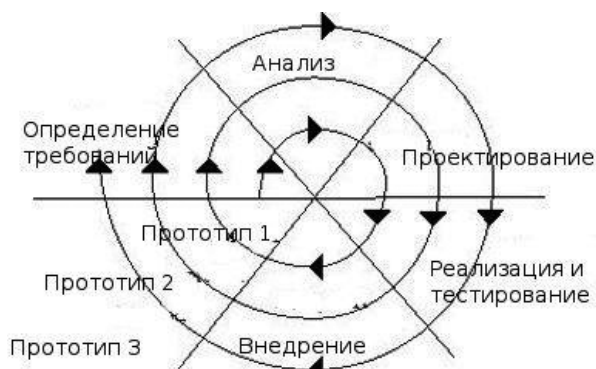 Анализ
Определение
требований
Проектирование
Прототип 1
Прототип 2
Реализация и
тестирование
Прототип 3
Внедрение